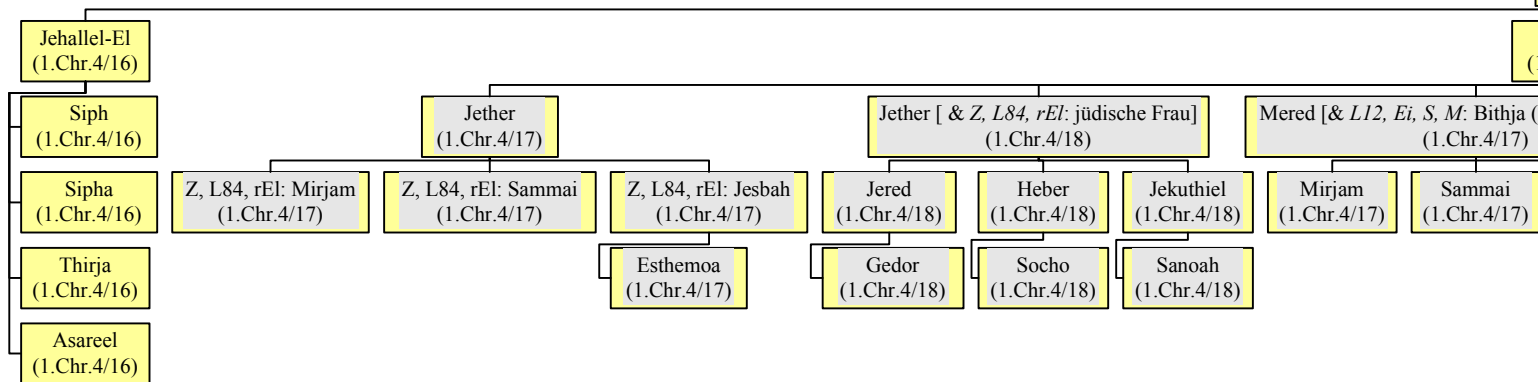 Jehallel-El
(1.Chr.4/16)
(1
Siph
(1.Chr.4/16)
Jether
(1.Chr.4/17)
Jether [ & Z, L84, rEl: jüdische Frau]
(1.Chr.4/18)
Mered [& L12, Ei, S, M: Bithja (
(1.Chr.4/17)
Sipha
(1.Chr.4/16)
Z, L84, rEl: Mirjam
(1.Chr.4/17)
Z, L84, rEl: Sammai
(1.Chr.4/17)
Z, L84, rEl: Jesbah
(1.Chr.4/17)
Jered
(1.Chr.4/18)
Heber
(1.Chr.4/18)
Jekuthiel
(1.Chr.4/18)
Mirjam
(1.Chr.4/17)
Sammai
(1.Chr.4/17)
Thirja
(1.Chr.4/16)
Esthemoa
(1.Chr.4/17)
Gedor
(1.Chr.4/18)
Socho
(1.Chr.4/18)
Sanoah
(1.Chr.4/18)
Asareel
(1.Chr.4/16)